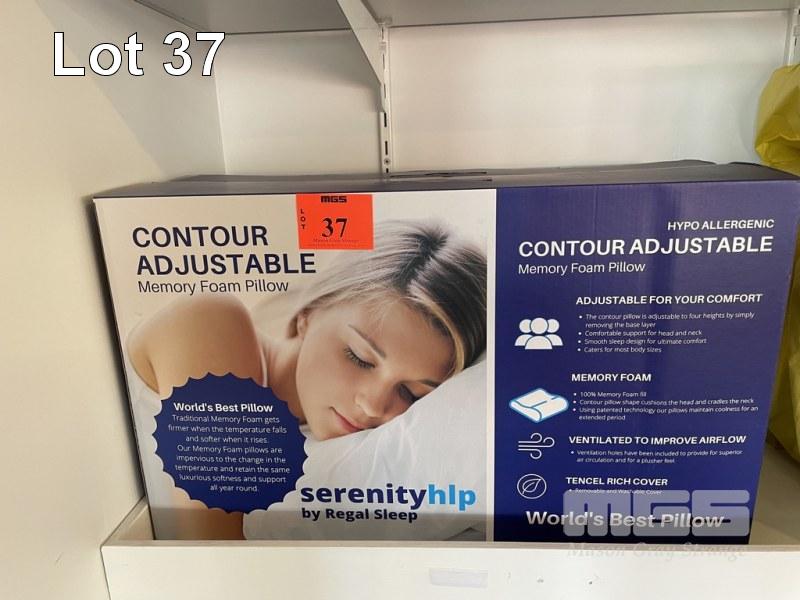 Lot 37
MGS
LOT
37
Mason Gray Strange
CONTOUR
ADJUSTABLE
Memory Foam Pillow
World's Best Pillow
Traditional Memory Foam gets
firmer when the temperature falls
and softer when it rises.
Our Memory Foam pillows are
impervious to the change in the
temperature and retain the same
luxurious softness and support
all year round.
serenityhlp
by Regal Sleep
HYPO ALLERGENIC
CONTOUR ADJUSTABLE
Memory Foam Pillow
ADJUSTABLE FOR YOUR COMFORT
• The contour pillow is adjustable to four heights by simply
removing the base layer
• Comfortable support for head and neck
• Smooth sleep design for ultimate comfort
• Caters for most body sizes
MEMORY FOAM
• 100% Memory Foam fill
• Contour pillow shape cushions the head and cradles the neck
• Using patented technology our pillows maintain coolness for an
extended period
VENTILATED TO IMPROVE AIRFLOW
• Ventilation holes have been included to provide for superior
air circulation and for a plusher feel.
TENCEL RICH COVER
• Removable and Washable Cover
World's Best Pillow
MGS
Mason Gray Strange